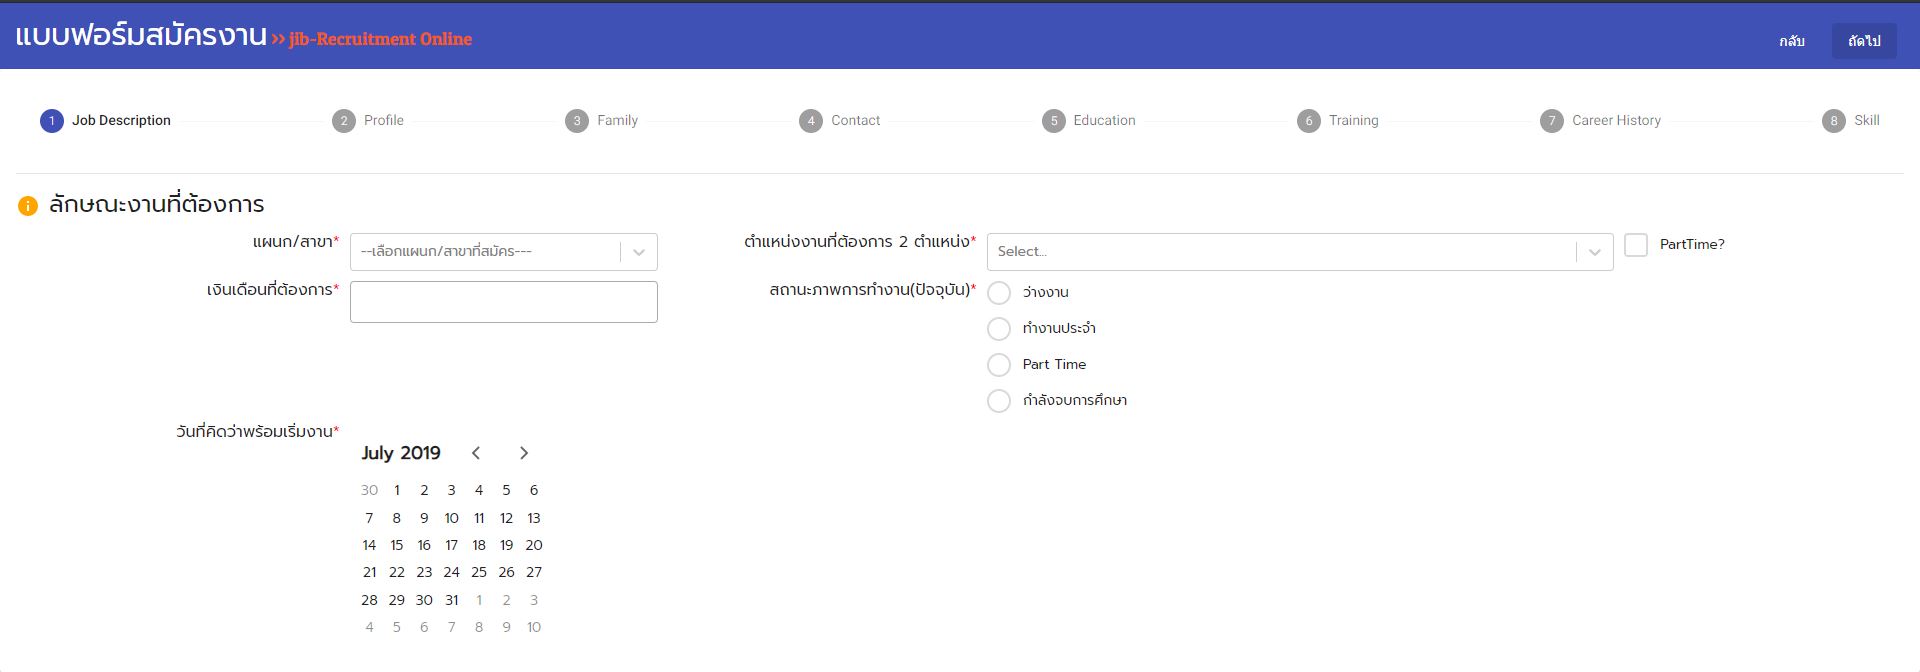 แบบฟอร์มสมัครงาน >> jib-Recruitment Online
กลับ ถัดไป
1 Job Description 2 Profile 3 Family 4 Contact 5 Education 6 Training 7 Career History 8 Skill
ลักษณะงานที่ต้องการ
แผนก/สาขา* --เลือกแผนก/สาขาที่สมัคร--- ตำแหน่งงานที่ต้องการ 2 ตำแหน่ง* Select... PartTime?
เงินเดือนที่ต้องการ* สถานะภาพการทำงาน(ปัจจุบัน)* ว่างงาน
ทำงานประจำ
Part Time
กำลังจบการศึกษา
วันที่คิดว่าพร้อมเริ่มงาน*
July 2019
30 1 2 3 4 5 6
7 8 9 10 11 12 13
14 15 16 17 18 19 20
21 22 23 24 25 26 27
28 29 30 31 1 2 3
4 5 6 7 8 9 10